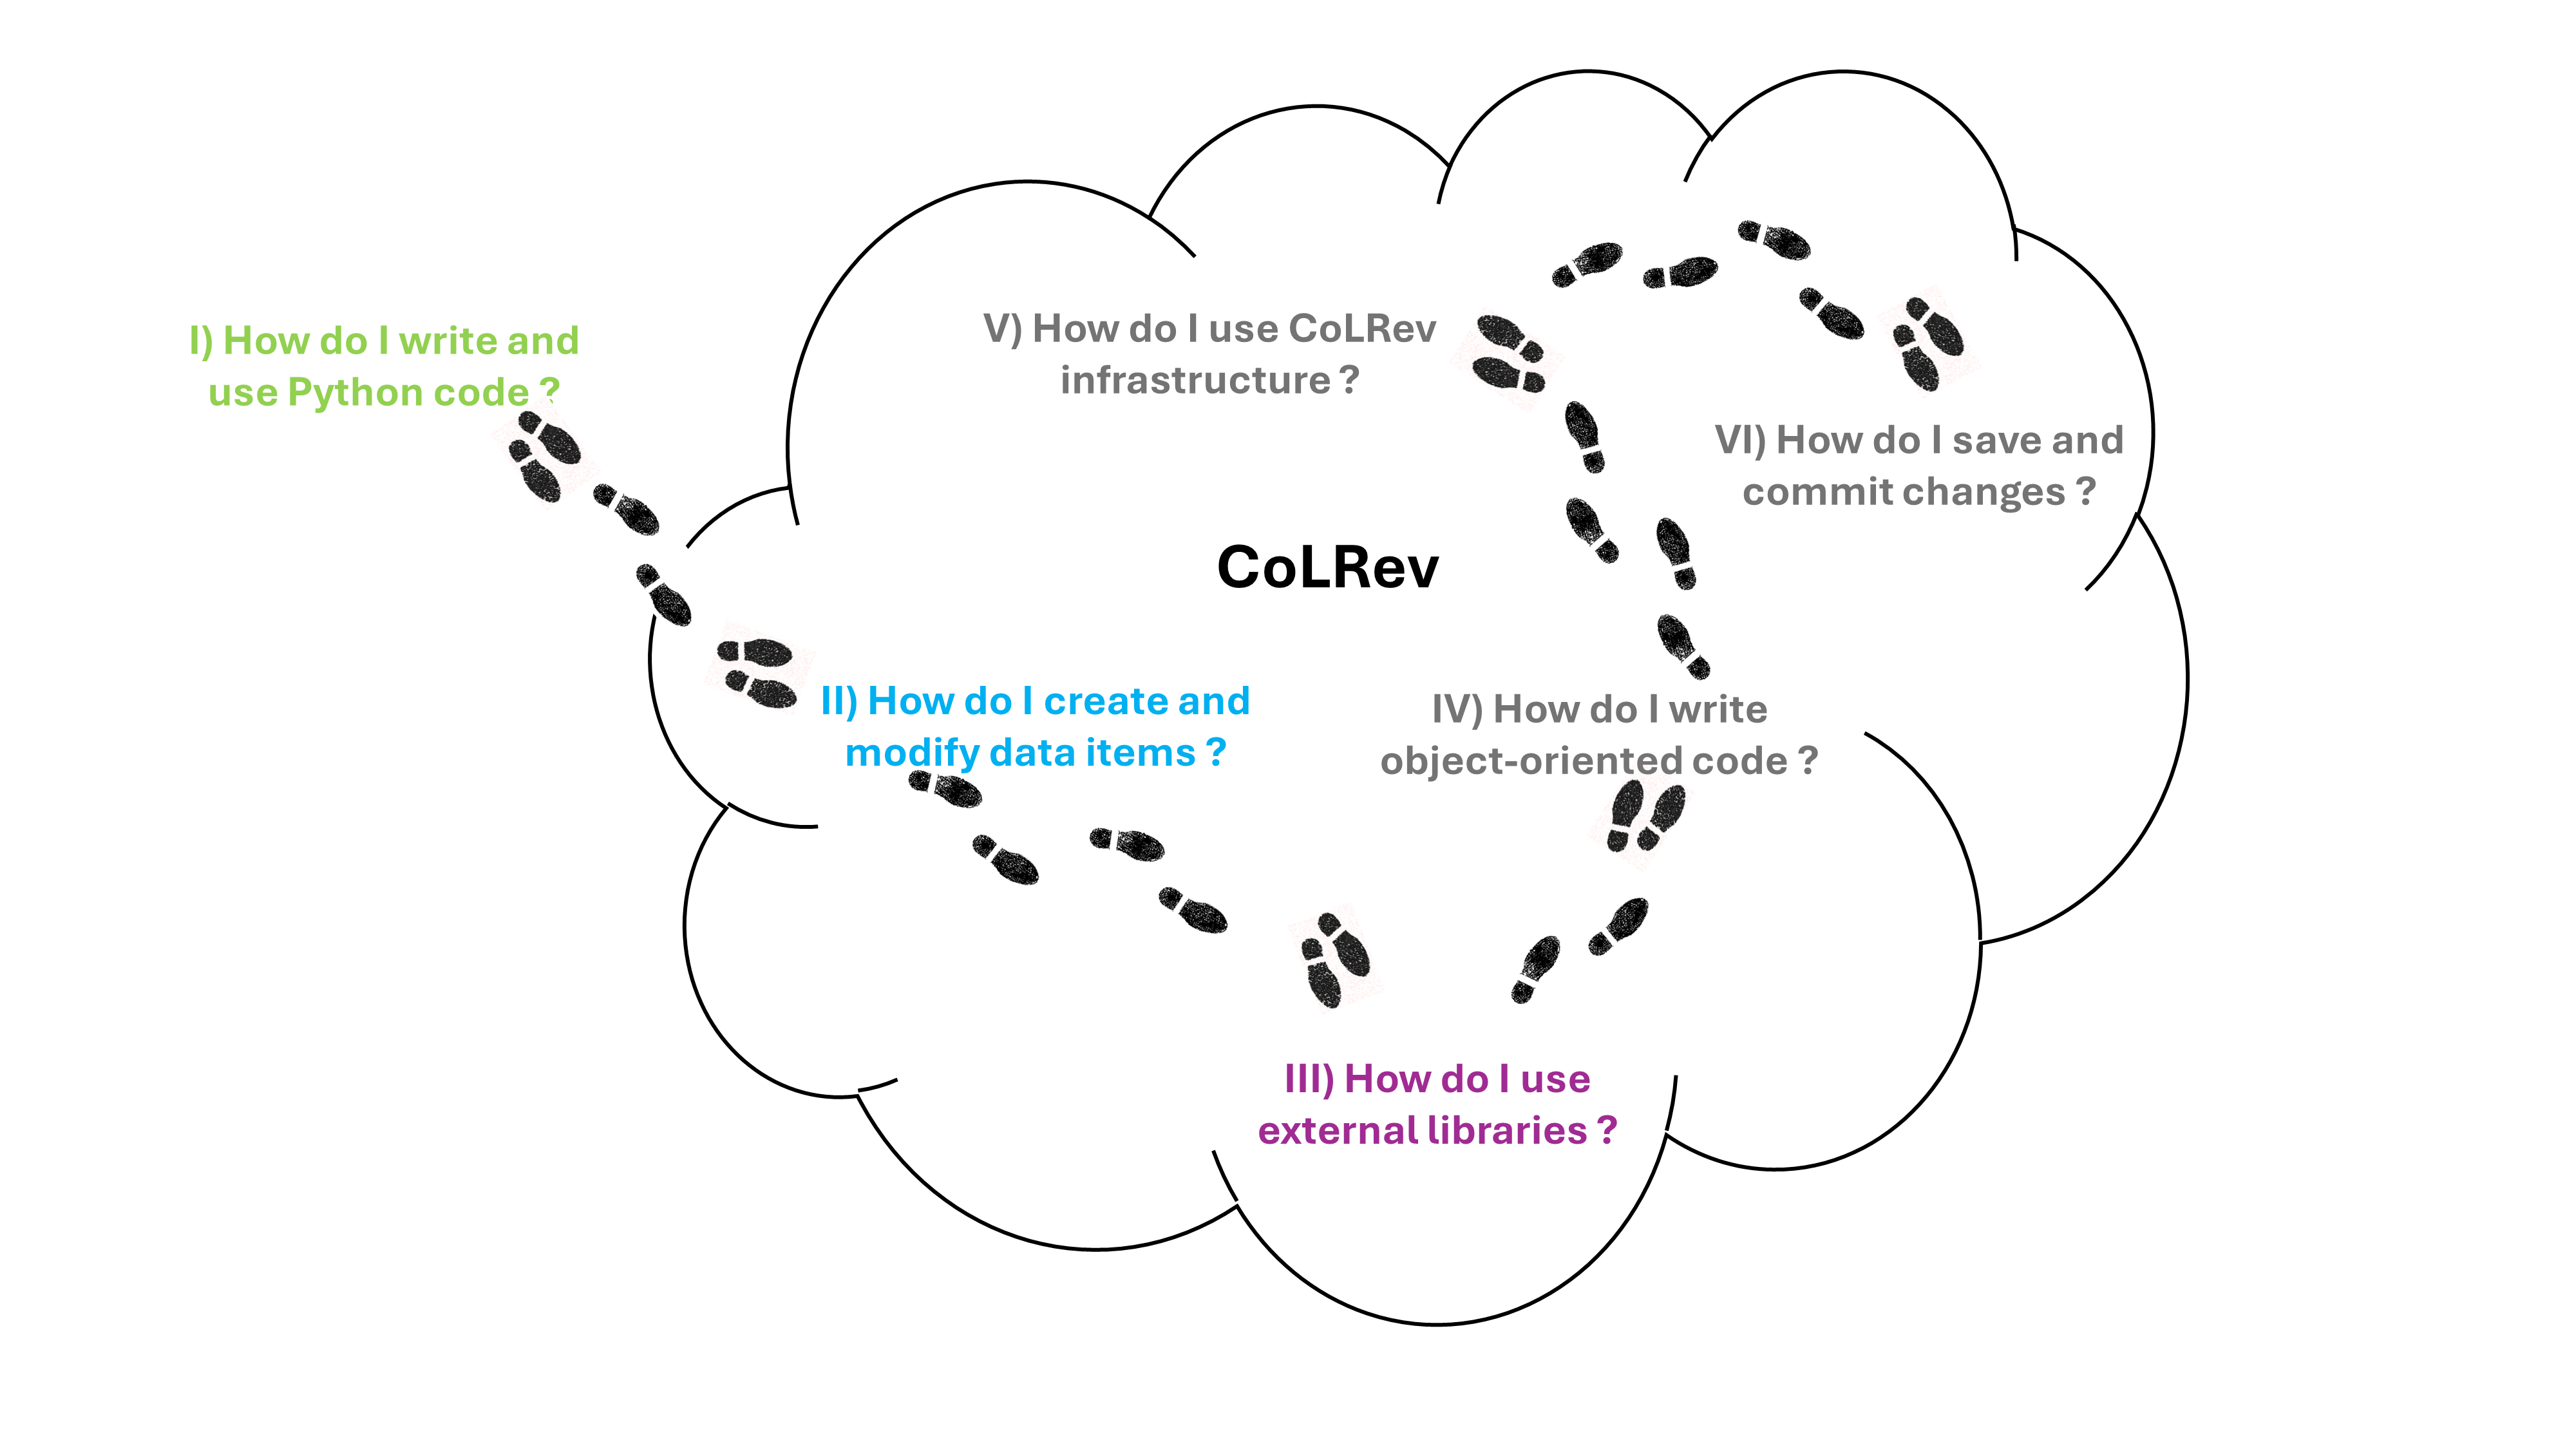 I) How do I write and
use Python code ?
II) How do I create and
modify data items ?
III) How do I use
external libraries ?
IV) How do I write
object-oriented code ?
V) How do I use CoLRev
infrastructure ?
VI) How do I save and
commit changes ?
CoLRev